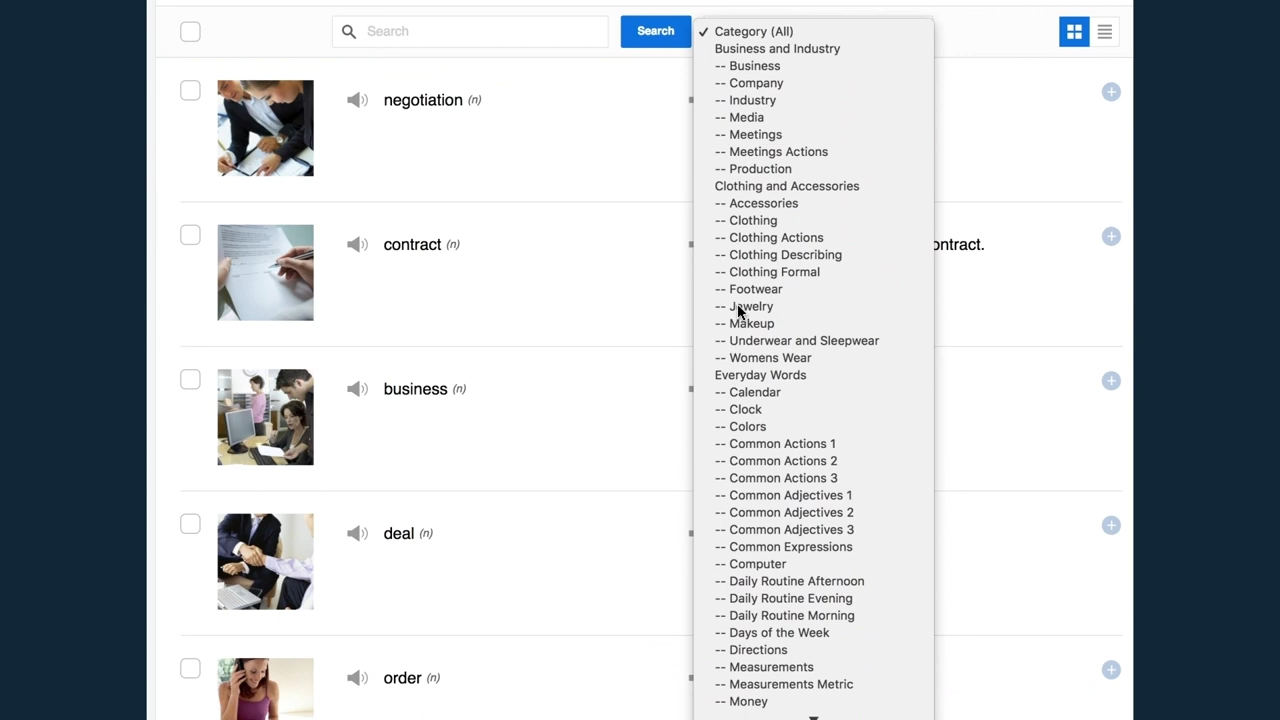 Search
Search
✓ Category (All)
Business and Industry
-- Business
-- Company
-- Industry
-- Media
-- Meetings
-- Meetings Actions
-- Production
Clothing and Accessories
-- Accessories
-- Clothing
-- Clothing Actions
-- Clothing Describing
-- Clothing Formal
-- Footwear
-- Jewelry
-- Makeup
-- Underwear and Sleepwear
-- Womens Wear
Everyday Words
-- Calendar
-- Clock
-- Colors
-- Common Actions 1
-- Common Actions 2
-- Common Actions 3
-- Common Adjectives 1
-- Common Adjectives 2
-- Common Adjectives 3
-- Common Expressions
-- Computer
-- Daily Routine Afternoon
-- Daily Routine Evening
-- Daily Routine Morning
-- Days of the Week
-- Directions
-- Measurements
-- Measurements Metric
-- Money
negotiation (n)
contract (n)
ontract.
business (n)
deal (n)
order (n)